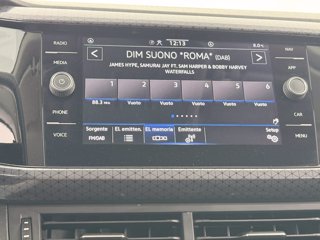 RADIO
PHONE
VOICE
12:13
8.0
DIM SUONO *ROMA* (DAB)
JAMES HYPE, SAMURAI JAY FT. SAM HARPER & BOBBY HARVEY
WATERFALLS
1 2 3 4 5 6
88.3 MHz Vuoto Vuoto Vuoto Vuoto Vuoto
Sorgente El. emitten. El. memoria Emittente Setup
FM/DAB
NAV
APP
CAR
MENU